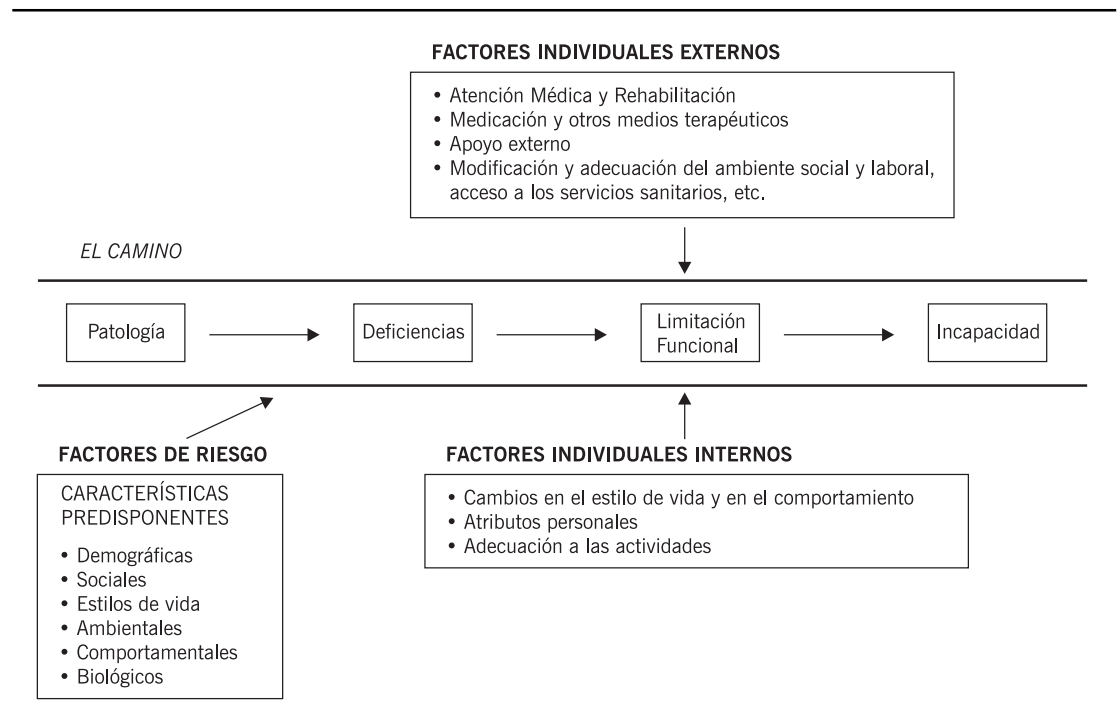 FACTORES INDIVIDUALES EXTERNOS
• Atención Médica y Rehabilitación
• Medicación y otros medios terapéuticos
• Apoyo externo
• Modificación y adecuación del ambiente social y laboral,
acceso a los servicios sanitarios, etc.
EL CAMINO
Patología
Deficiencias
Limitación
Funcional
Incapacidad
FACTORES DE RIESGO
CARACTERÍSTICAS
PREDISPONENTES
• Demográficas
• Sociales
• Estilos de vida
• Ambientales
• Comportamentales
• Biológicos
FACTORES INDIVIDUALES INTERNOS
• Cambios en el estilo de vida y en el comportamiento
• Atributos personales
• Adecuación a las actividades